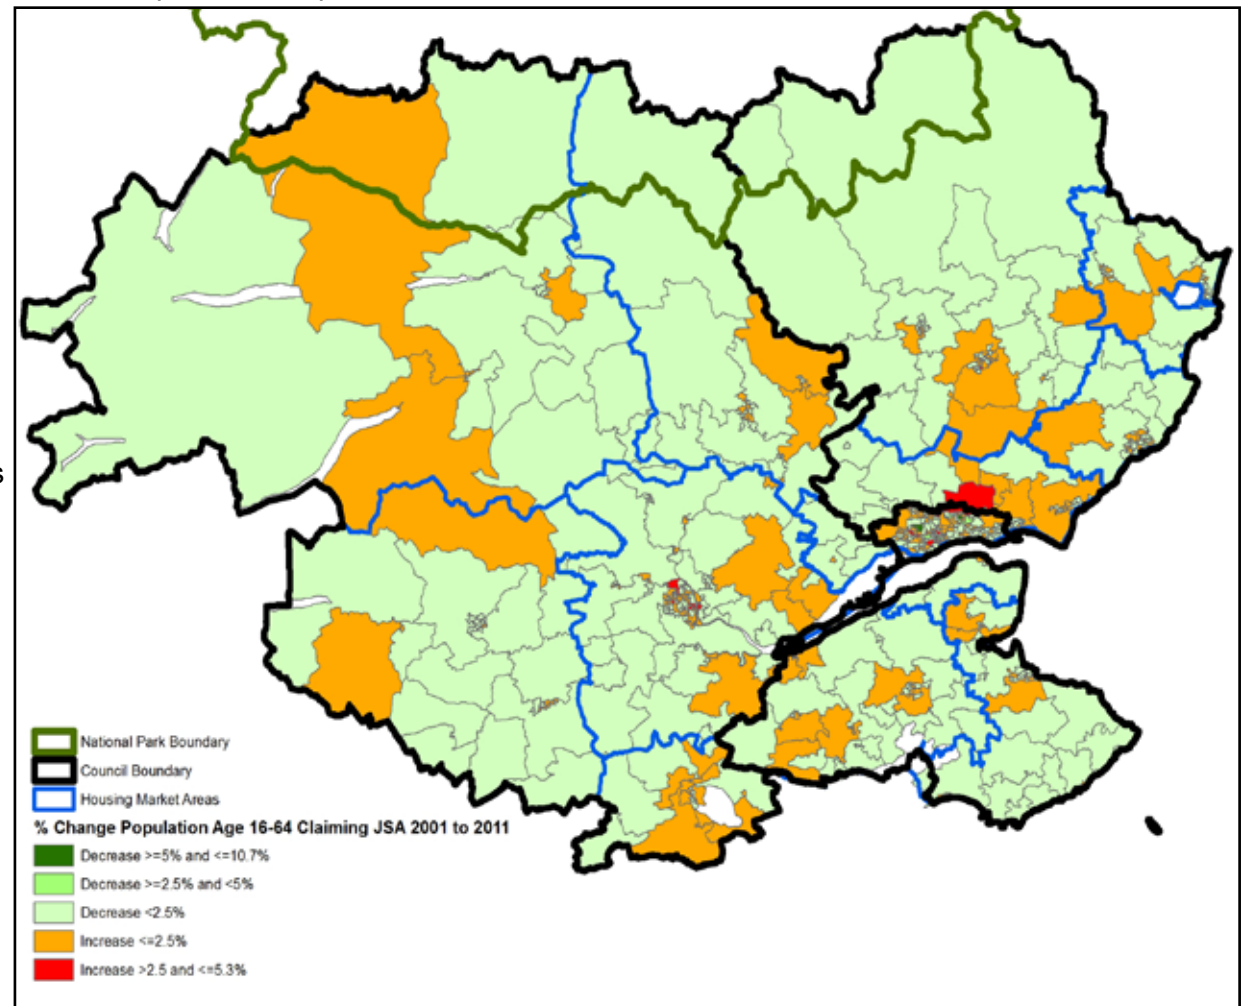 s
National Park Boundary
Council Boundary
Housing Market Areas
% Change Population Age 16-64 Claiming JSA 2001 to 2011
Decrease >=5% and <=10.7%
Decrease >=2.5% and <5%
Decrease <2.5%
Increase <=2.5%
Increase >2.5 and <=5.3%